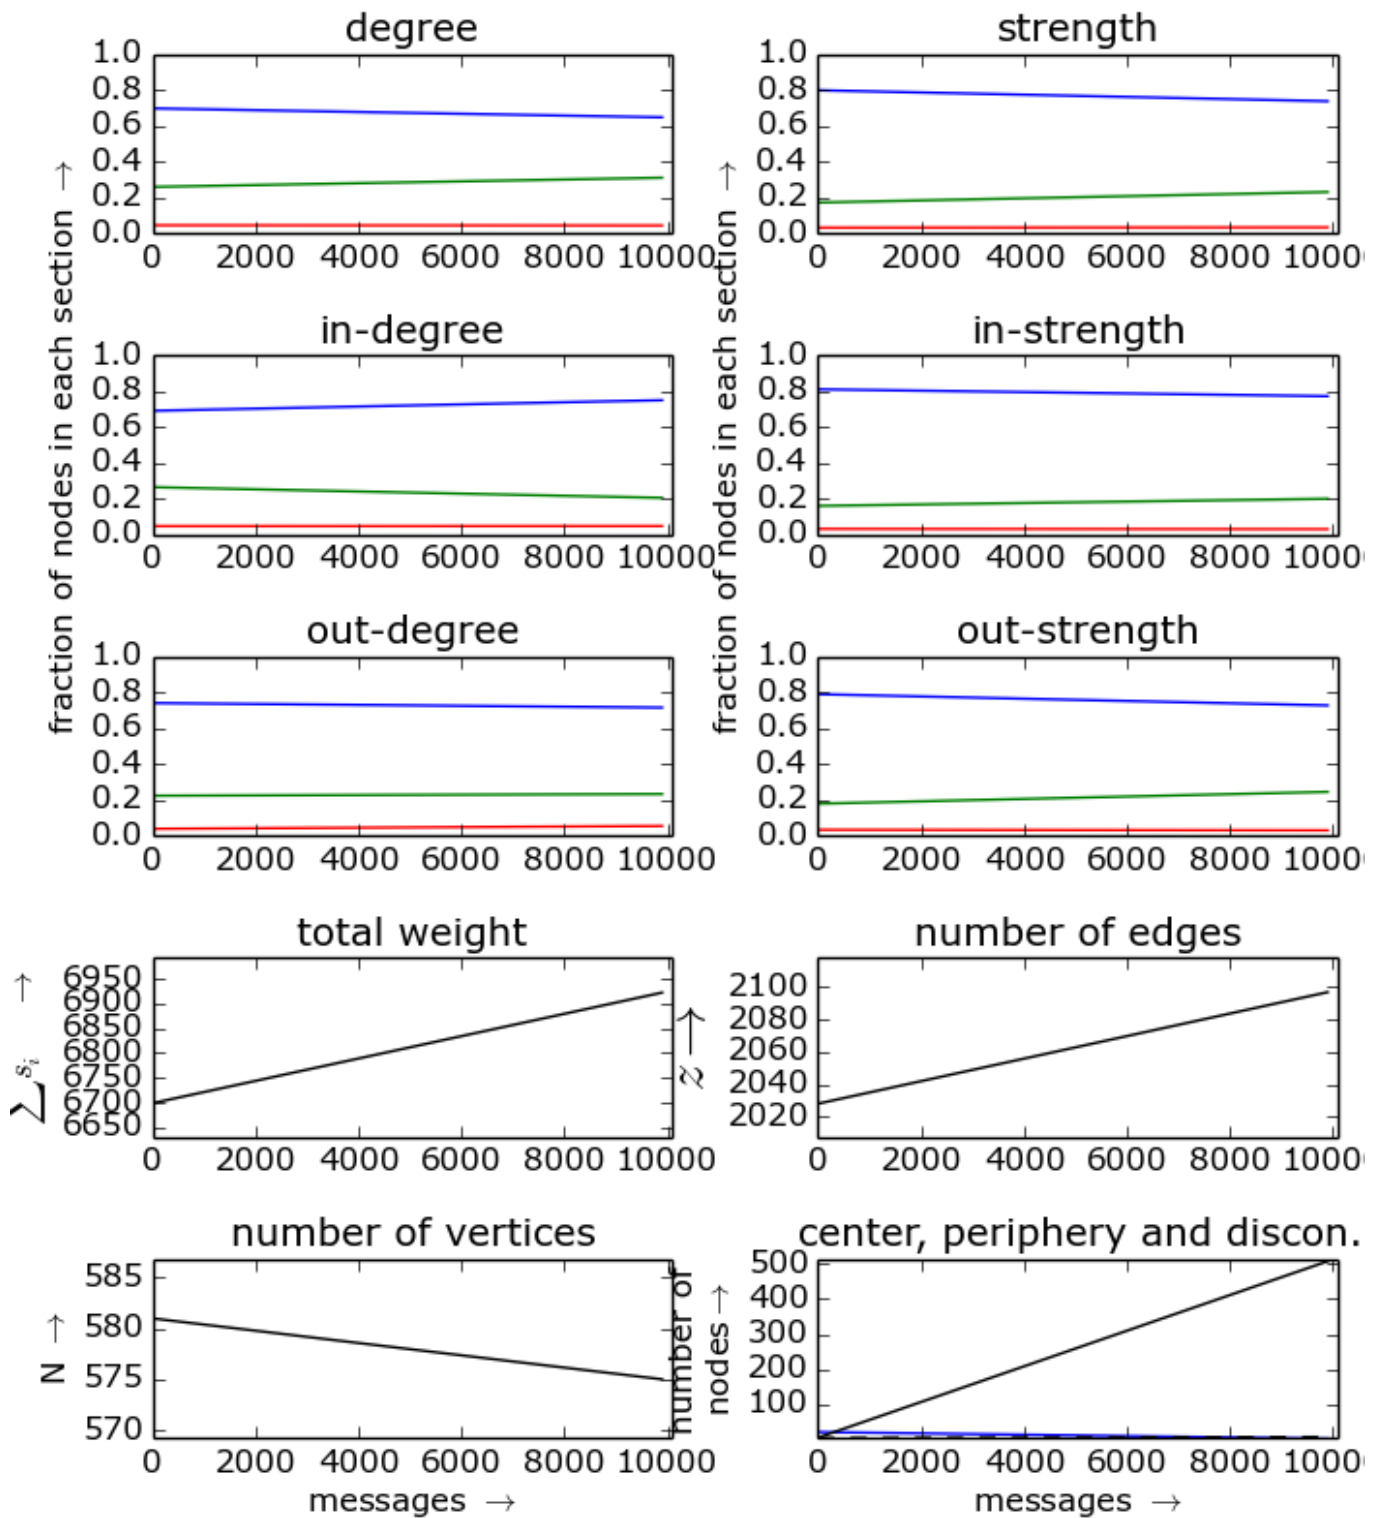 degree
1.0
0.8
0.6
0.4
0.2
0.0
0 2000 4000 6000 8000 10000
strength
1.0
0.8
0.6
0.4
0.2
0.0
0 2000 4000 6000 8000 1000
fraction of nodes in each section →
fraction of nodes in each section →
in-degree
1.0
0.8
0.6
0.4
0.2
0.0
0 2000 4000 6000 8000 10000
in-strength
1.0
0.8
0.6
0.4
0.2
0.0
0 2000 4000 6000 8000 1000
out-degree
1.0
0.8
0.6
0.4
0.2
0.0
0 2000 4000 6000 8000 10000
out-strength
1.0
0.8
0.6
0.4
0.2
0.0
0 2000 4000 6000 8000 1000
total weight
∑ s_i →
6950
6900
6850
6800
6750
6700
6650
0 2000 4000 6000 8000 10000
number of edges
z →
2100
2080
2060
2040
2020
0 2000 4000 6000 8000 1000
number of vertices
N →
585
580
575
570
0 2000 4000 6000 8000 10000
messages →
center, periphery and discon.
number of
nodes →
500
400
300
200
100
0 2000 4000 6000 8000 1000
messages →